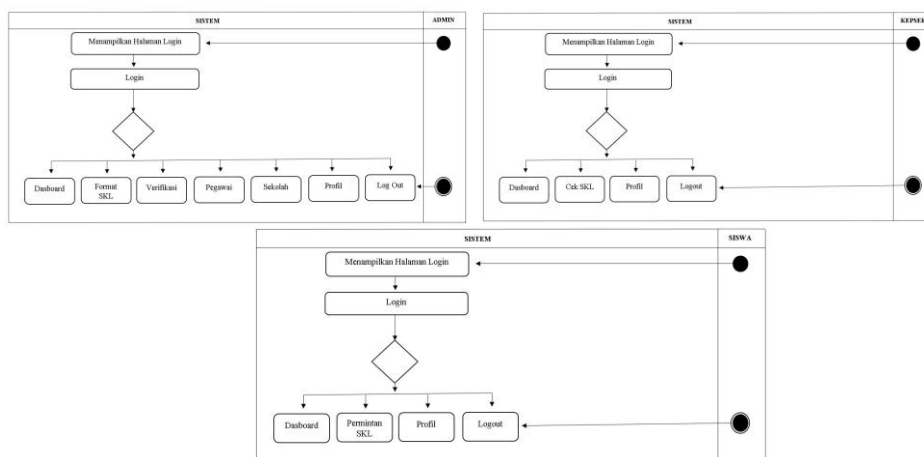 SISTEM
ADMIN
Menampilkan Halaman Login
Login
Dasboard
Format
SKL
Verifikasi
Pegawai
Sekolah
Profil
Log Out
SISTEM
KEPSEK
Menampilkan Halaman Login
Login
Dasboard
Cek SKL
Profil
Logout
SISTEM
SISWA
Menampilkan Halaman Login
Login
Dasboard
Permintan
SKL
Profil
Logout